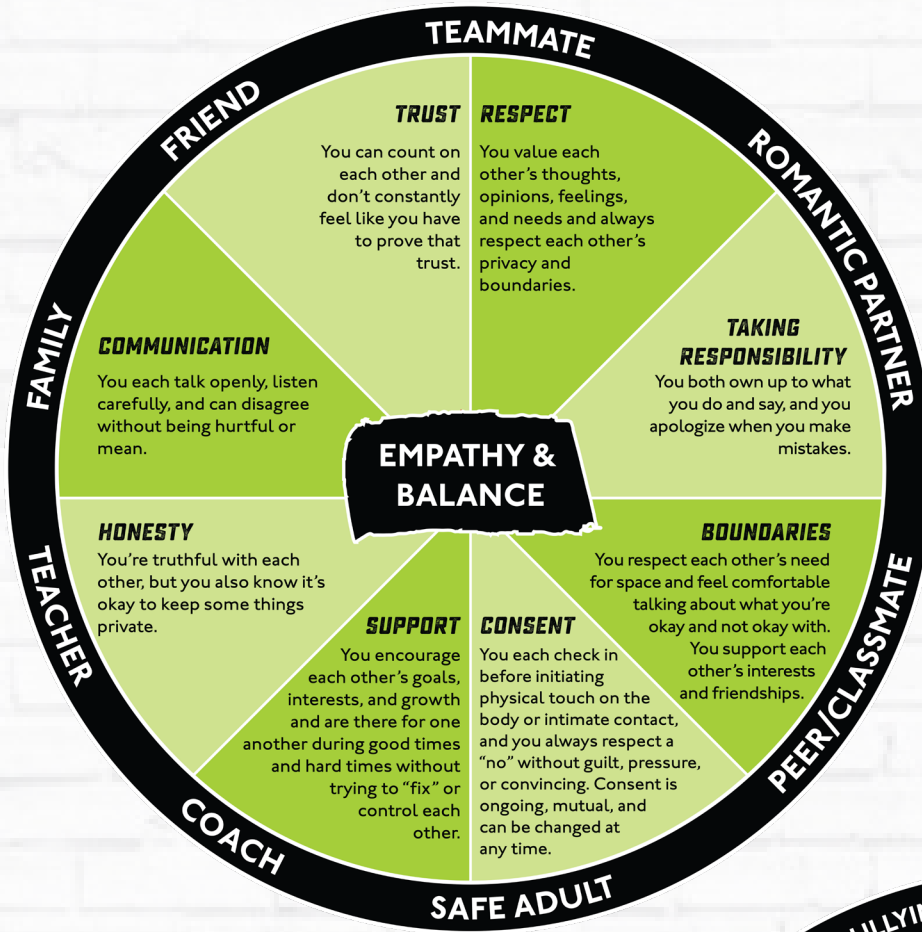 TEAMMATE
ROMANTIC PARTNER
PEER/CLASSMATE
SAFE ADULT
COACH
TEACHER
FAMILY
FRIEND
TRUST
You can count on
each other and
don't constantly
feel like you have
to prove that
trust.
RESPECT
You value each
other's thoughts,
opinions, feelings,
and needs and always
respect each other's
privacy and
boundaries.
TAKING
RESPONSIBILITY
You both own up to what
you do and say, and you
apologize when you make
mistakes.
BOUNDARIES
You respect each other's need
for space and feel comfortable
talking about what you're
okay and not okay with.
You support each
other's interests
and friendships.
CONSENT
You each check in
before initiating
physical touch on the
body or intimate contact,
and you always respect a
"no" without guilt, pressure,
or convincing. Consent is
ongoing, mutual, and
can be changed at
any time.
SUPPORT
You encourage
each other's goals,
interests, and growth
and are there for one
another during good times
and hard times without
trying to "fix" or
control each
other.
HONESTY
You're truthful with each
other, but you also know it's
okay to keep some things
private.
COMMUNICATION
You each talk openly, listen
carefully, and can disagree
without being hurtful or
mean.
EMPATHY &
BALANCE